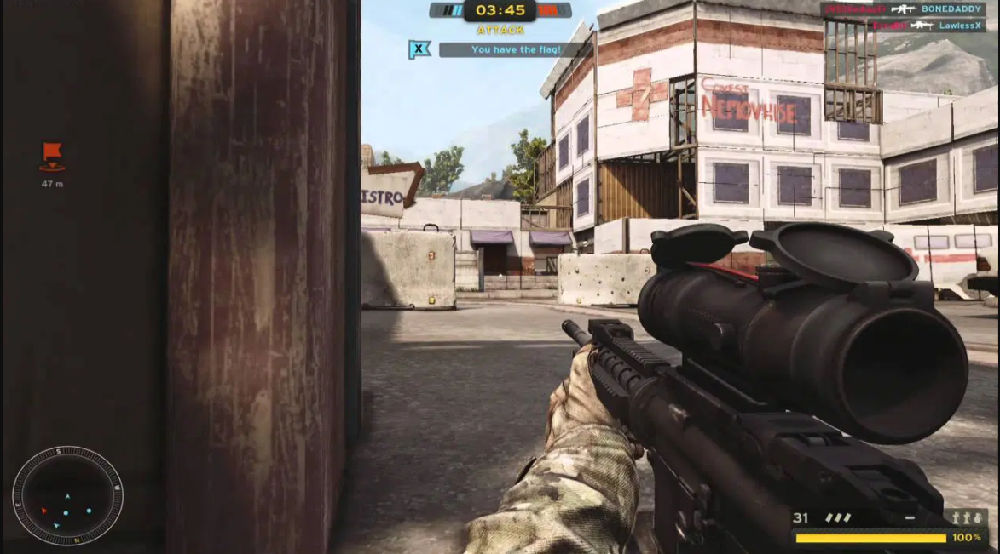 03:45
ATTACK
X
You have the flag!
BONEDADDY
LawlessX
47 m
ISTRO
NEMOVHISE
S
W
E
N
31
100%